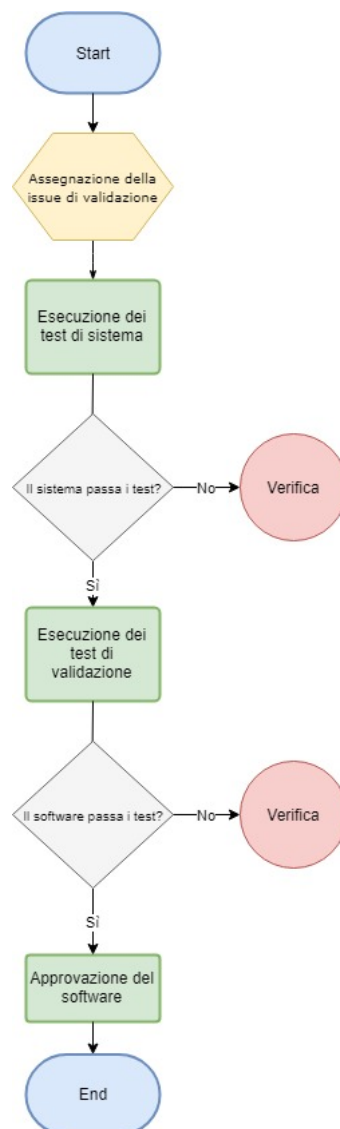 Start
Assegnazione della
issue di validazione
Esecuzione dei
test di sistema
Il sistema passa i test?
No
Verifica
Sì
Esecuzione dei
test di
validazione
Il software passa i test?
No
Verifica
Sì
Approvazione del
software
End